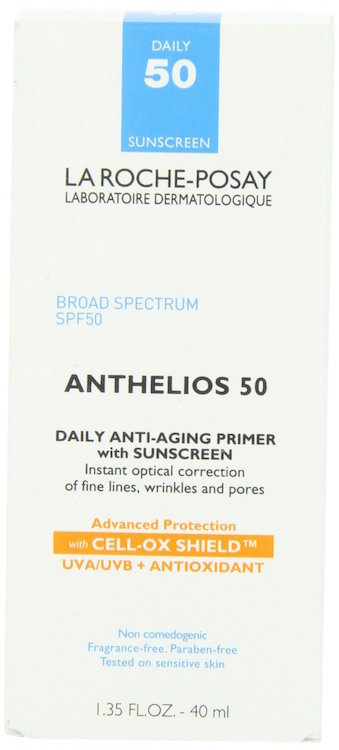 DAILY
50
SUNSCREEN
LA ROCHE-POSAY
LABORATOIRE DERMATOLOGIQUE
BROAD SPECTRUM
SPF50
ANTHELIOS 50
DAILY ANTI-AGING PRIMER
with SUNSCREEN
Instant optical correction
of fine lines, wrinkles and pores
Advanced Protection
with CELL-OX SHIELD™
UVA/UVB + ANTIOXIDANT
Non comedogenic
Fragrance-free. Paraben-free
Tested on sensitive skin
1.35 FL.OZ. - 40 ml